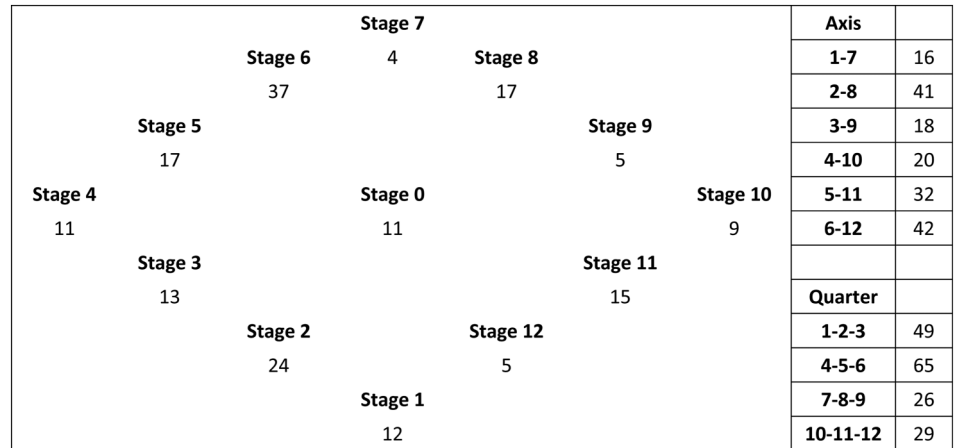 Stage 7 Axis
Stage 6 4 Stage 8 1-7 16
37 17 2-8 41
Stage 5 Stage 9 3-9 18
17 5 4-10 20
Stage 4 Stage 0 Stage 10 5-11 32
11 11 9 6-12 42
Stage 3 Stage 11
13 15 Quarter
Stage 2 Stage 12 1-2-3 49
24 5 4-5-6 65
Stage 1 7-8-9 26
12 10-11-12 29